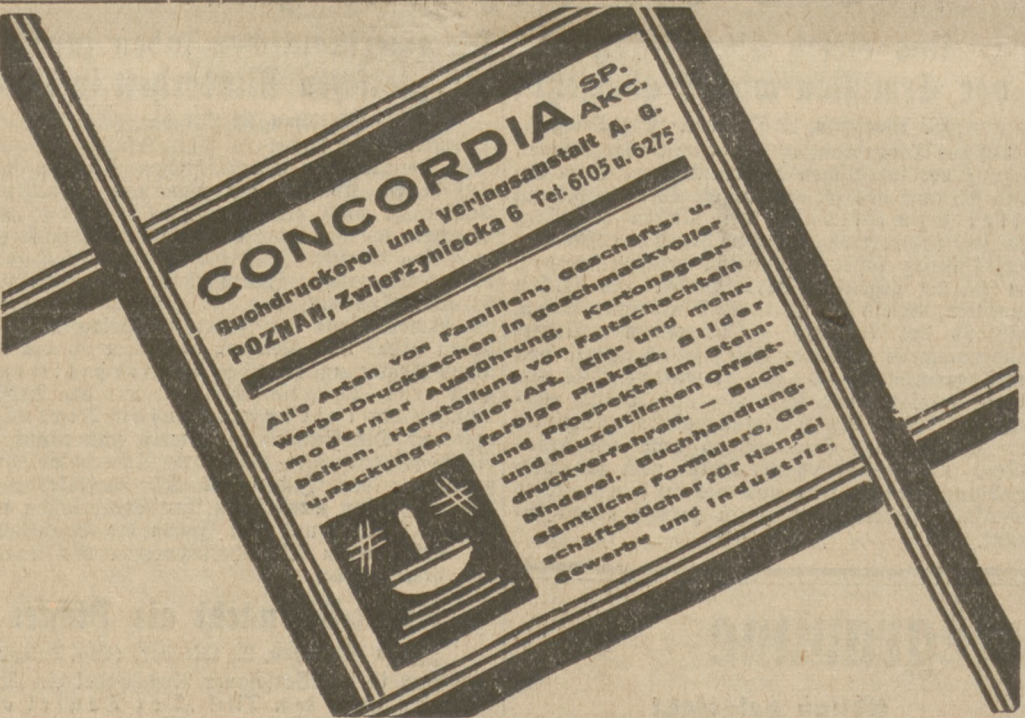 CONCORDIA SP. AKC.
Buchdruckerei und Verlagsanstalt A. G.
POZNAŃ, Zwierzyniecka 6 Tel. 6105 u. 6275
Alle Arten von Familien-, Geschäfts- u.
Werbe-Drucksachen in geschmackvoller
moderner Ausführung. Kartonagear-
beiten. Herstellung von Faltschachteln
u. Packungen aller Art. Ein- und mehr-
farbige Plakate, Bilder
und Prospekte im Stein-
und neuzeitlichen Offset-
druckverfahren. — Buch-
binderei. Buchhandlung.
Sämtliche Formulare, Ge-
schäftsbücher für Handel
Gewerbe und Industrie.